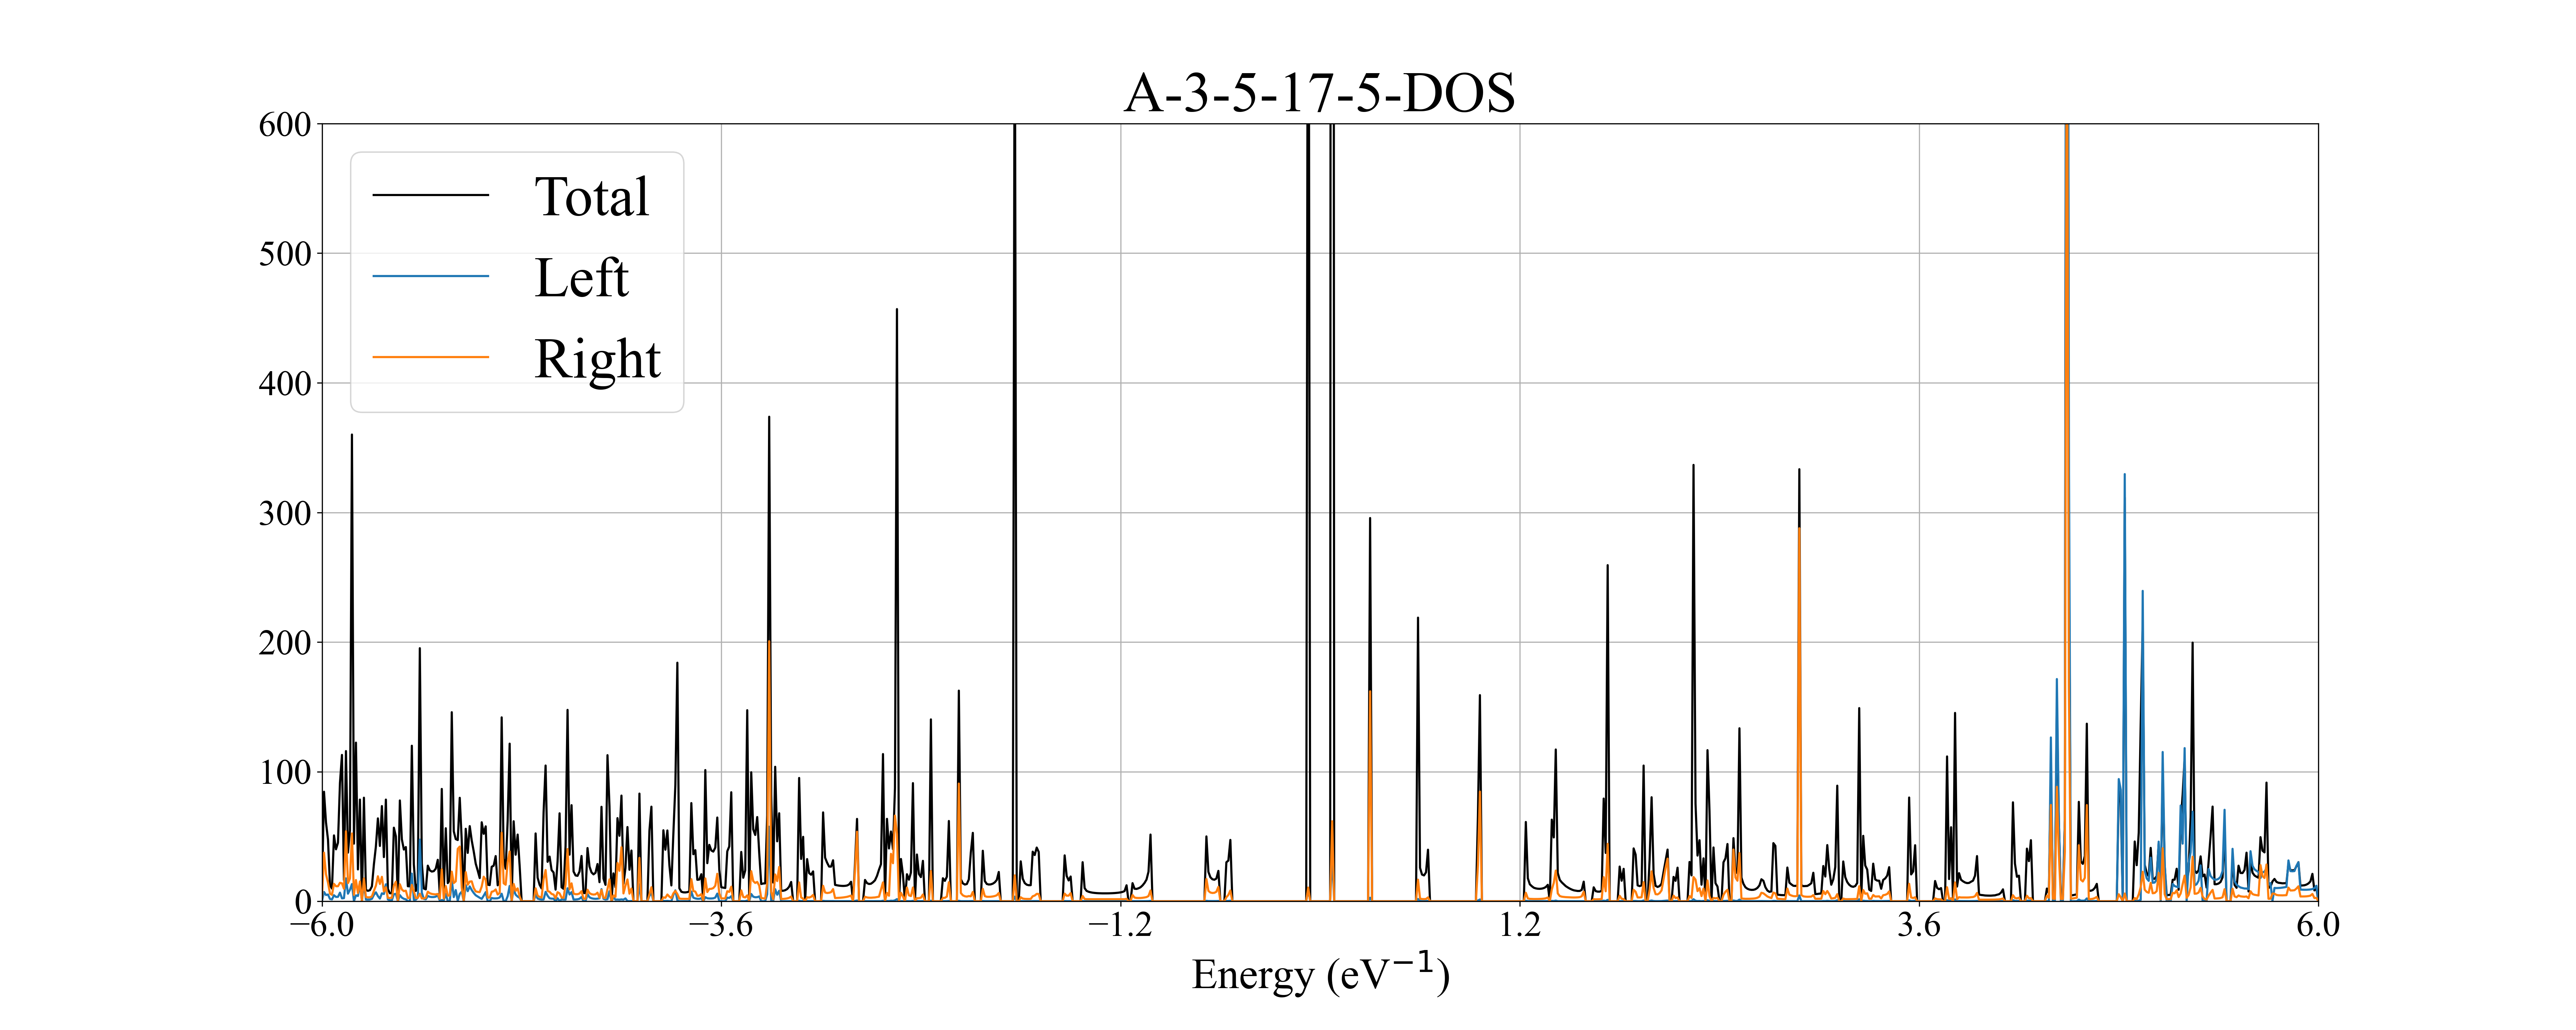 A-3-5-17-5-DOS
600
500
400
300
200
100
0
Total
Left
Right
−6.0 −3.6 −1.2 1.2 3.6 6.0
Energy (eV⁻¹)